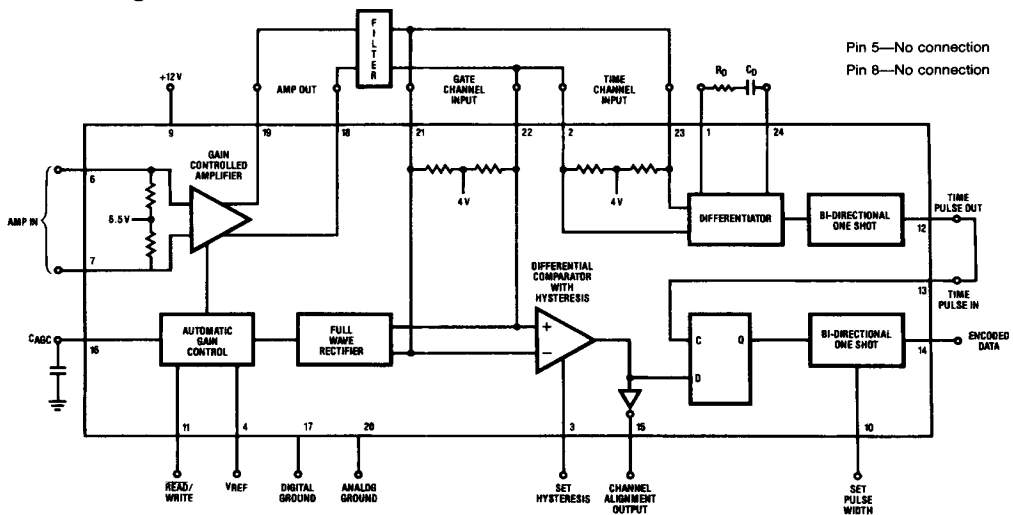 FILTER
Pin 5—No connection
Pin 8—No connection
+12 V
AMP OUT
GATE
CHANNEL
INPUT
TIME
CHANNEL
INPUT
RD
CD
9
19
18
21
22
2
23
1
24
GAIN
CONTROLLED
AMPLIFIER
6
AMP IN
5.5V
7
4V
4V
DIFFERENTIATOR
BI-DIRECTIONAL
ONE SHOT
12
TIME
PULSE OUT
13
TIME
PULSE IN
DIFFERENTIAL
COMPARATOR
WITH
HYSTERESIS
CAGC
16
AUTOMATIC
GAIN
CONTROL
FULL
WAVE
RECTIFIER
+
−
C
Q
D
BI-DIRECTIONAL
ONE SHOT
14
ENCODED
DATA
11
4
17
20
3
15
10
READ/
WRITE
VREF
DIGITAL
GROUND
ANALOG
GROUND
SET
HYSTERESIS
CHANNEL
ALIGNMENT
OUTPUT
SET
PULSE
WIDTH